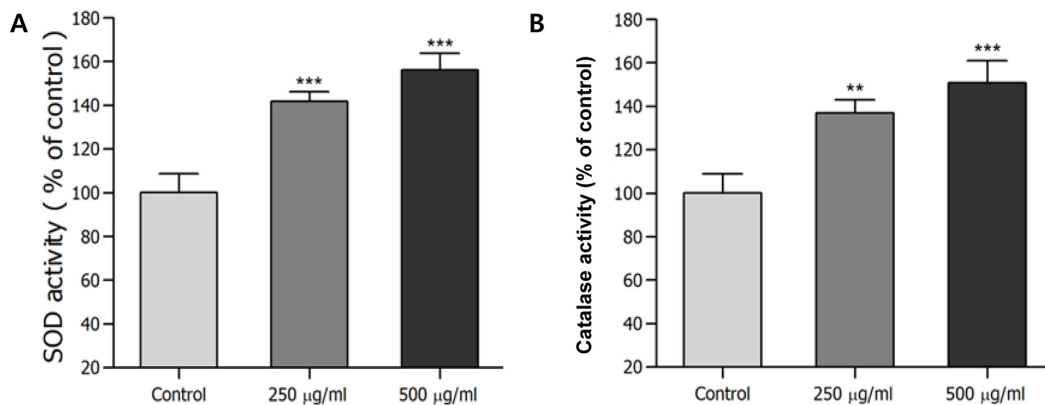 A
SOD activity ( % of control)
180
160
140
120
100
80
60
40
20
***
***
Control
250 μg/ml
500 μg/ml
B
Catalase activity (% of control)
180
160
140
120
100
80
60
40
20
**
***
Control
250 μg/ml
500 μg/ml